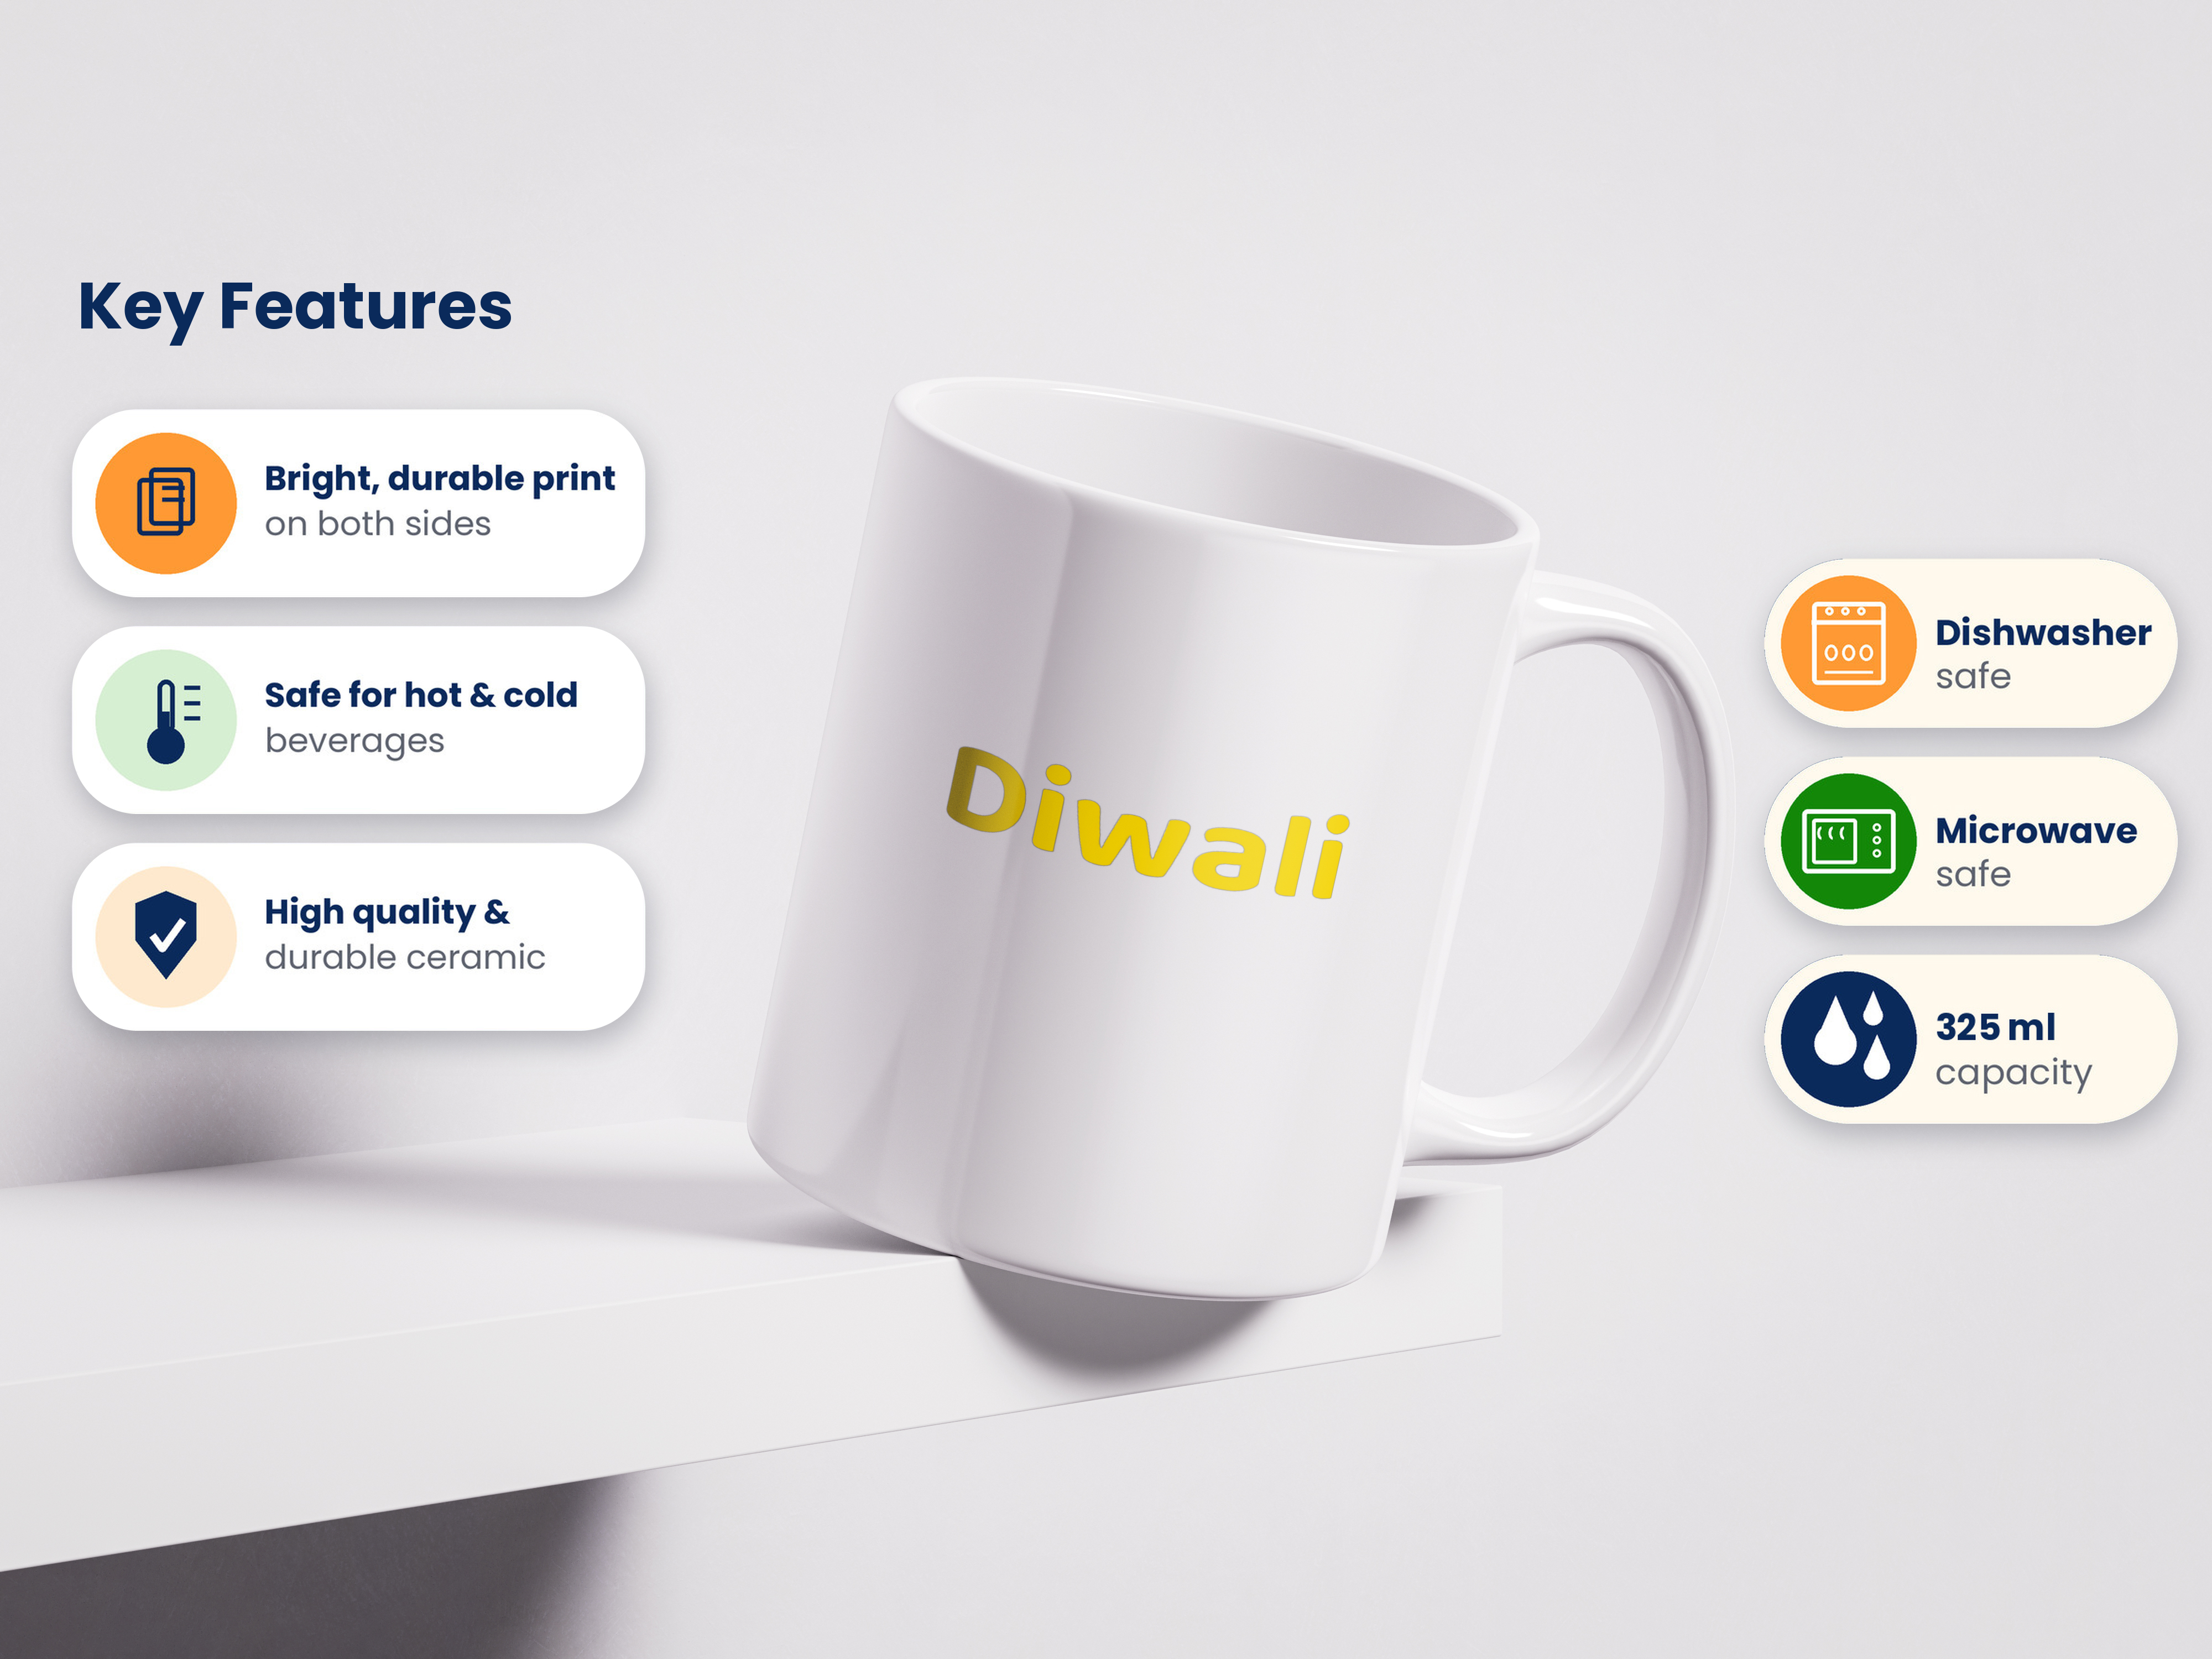 Key Features
Bright, durable print
on both sides
Safe for hot & cold
beverages
High quality &
durable ceramic
Diwali
Dishwasher
safe
Microwave
safe
325 ml
capacity